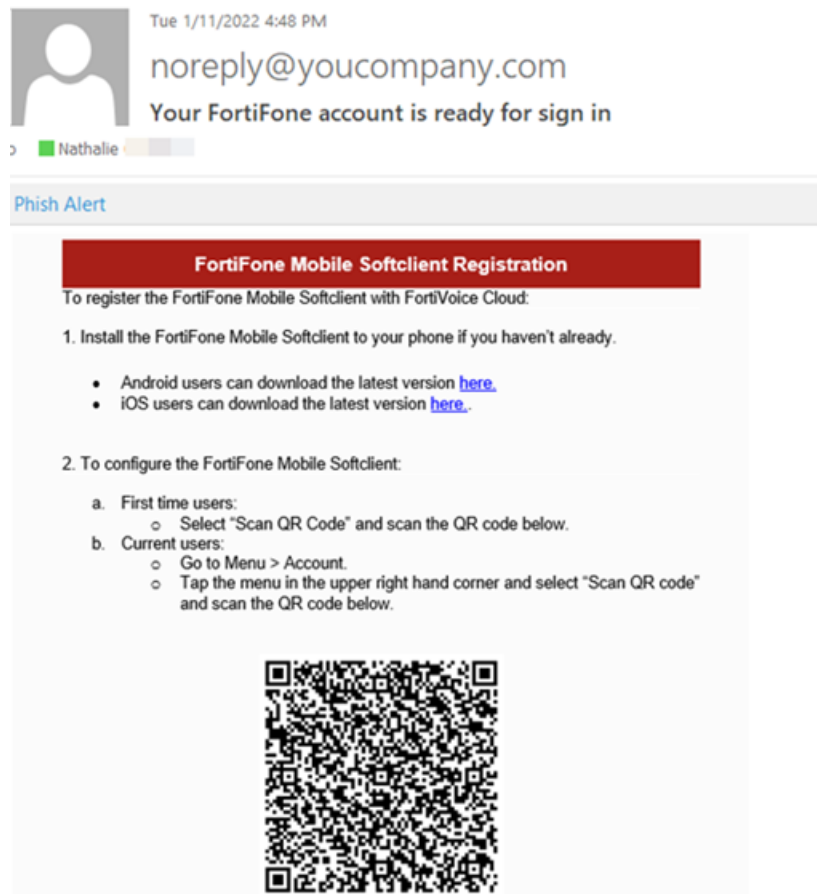 Tue 1/11/2022 4:48 PM
noreply@youcompany.com
Your FortiFone account is ready for sign in
Nathalie
Phish Alert
FortiFone Mobile Softclient Registration
To register the FortiFone Mobile Softclient with FortiVoice Cloud:
1. Install the FortiFone Mobile Softclient to your phone if you haven't already.
• Android users can download the latest version here.
• iOS users can download the latest version here..
2. To configure the FortiFone Mobile Softclient:
a. First time users:
○ Select “Scan QR Code” and scan the QR code below.
b. Current users:
○ Go to Menu > Account.
○ Tap the menu in the upper right hand corner and select “Scan QR code”
and scan the QR code below.